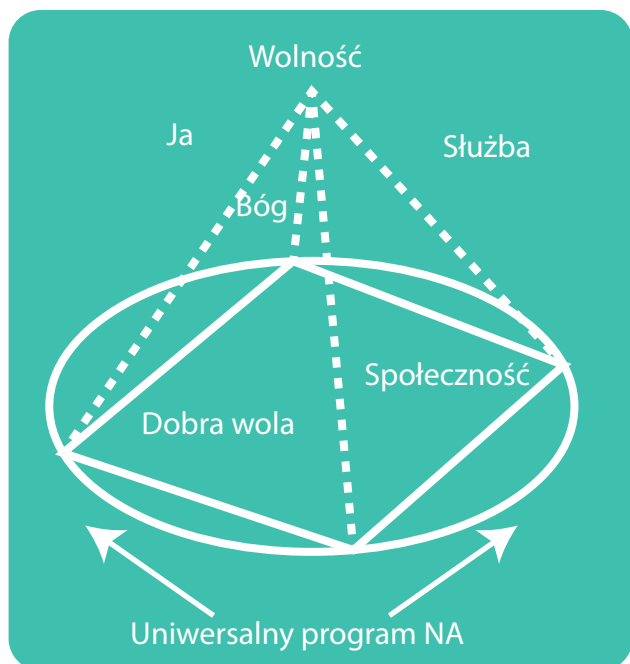 Wolność
Ja
Służba
Bóg
Społeczność
Dobra wola
Uniwersalny program NA